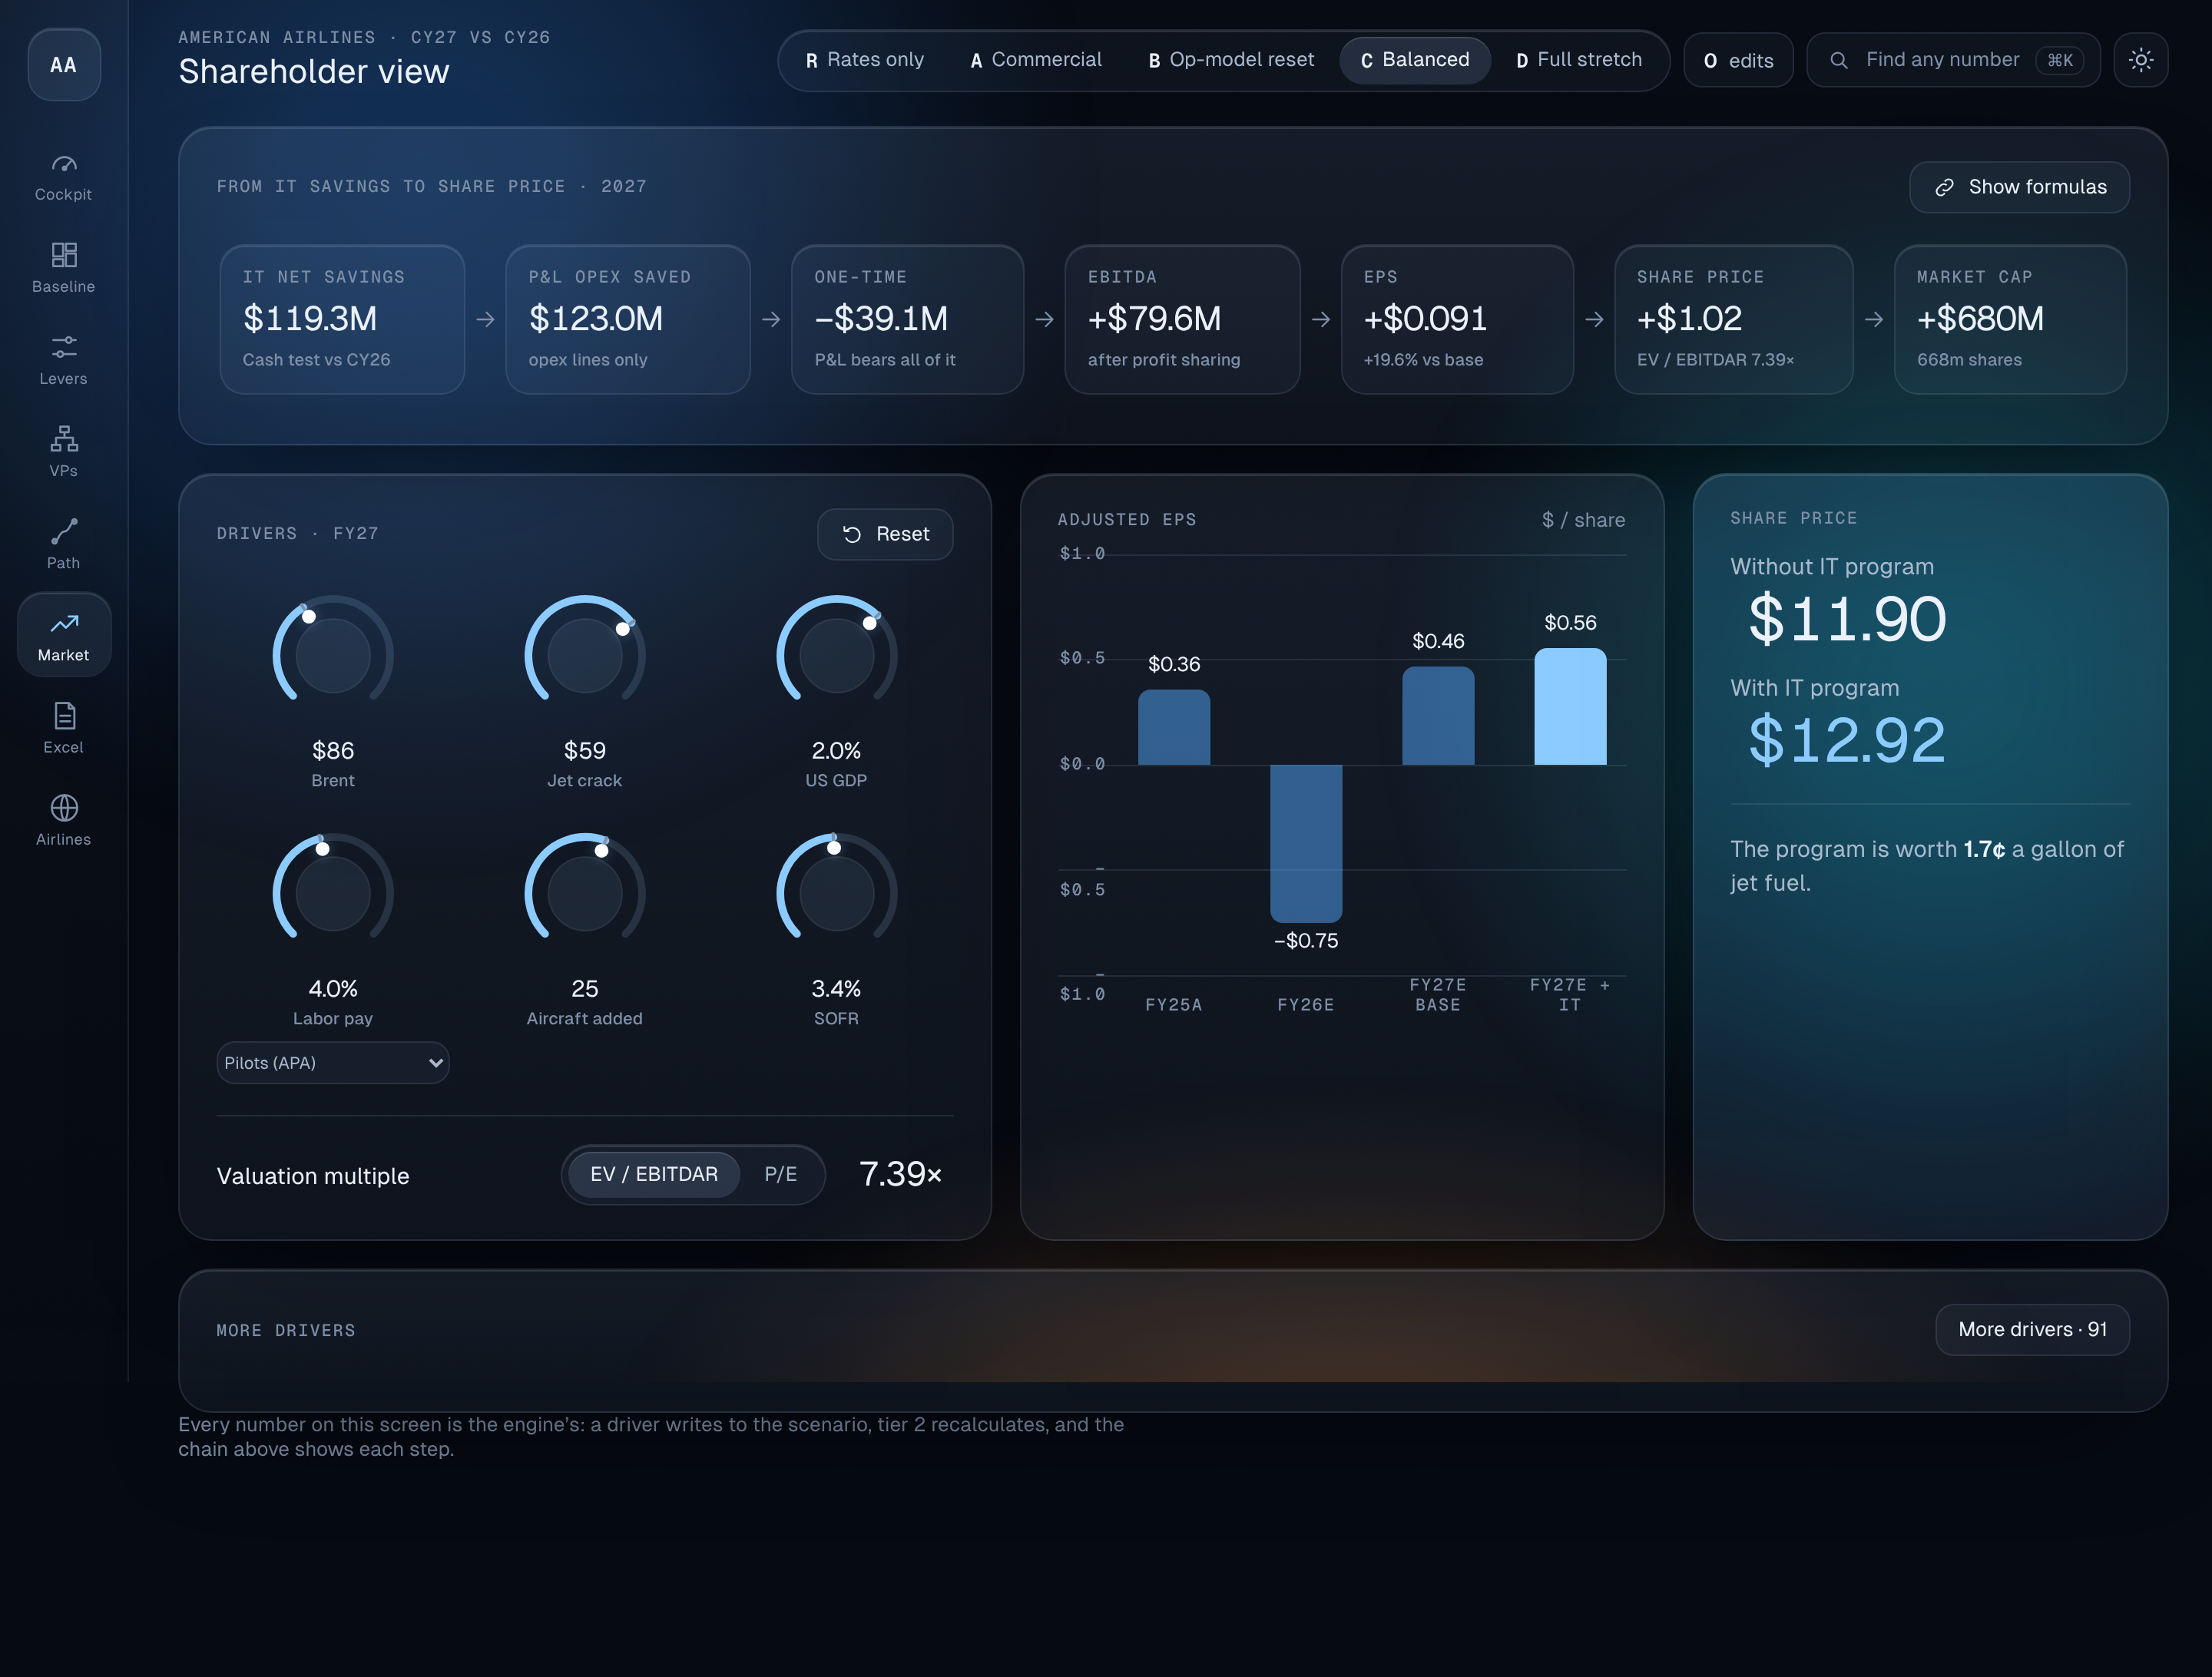 AA
AMERICAN AIRLINES · CY27 VS CY26
Shareholder view
R Rates only
A Commercial
B Op-model reset
C Balanced
D Full stretch
0 edits
Find any number ⌘K
Cockpit
Baseline
Levers
VPs
Path
Market
Excel
Airlines
FROM IT SAVINGS TO SHARE PRICE · 2027
Show formulas
IT NET SAVINGS
$119.3M
Cash test vs CY26
P&L OPEX SAVED
$123.0M
opex lines only
ONE-TIME
−$39.1M
P&L bears all of it
EBITDA
+$79.6M
after profit sharing
EPS
+$0.091
+19.6% vs base
SHARE PRICE
+$1.02
EV / EBITDAR 7.39×
MARKET CAP
+$680M
668m shares
DRIVERS · FY27
Reset
$86
Brent
$59
Jet crack
2.0%
US GDP
4.0%
Labor pay
25
Aircraft added
3.4%
SOFR
Pilots (APA)
Valuation multiple
EV / EBITDAR
P/E
7.39×
ADJUSTED EPS
$ / share
$1.0
$0.5
$0.0
−
$0.5
−
$1.0
$0.36
−$0.75
$0.46
$0.56
FY25A
FY26E
FY27E
BASE
FY27E +
IT
SHARE PRICE
Without IT program
$11.90
With IT program
$12.92
The program is worth 1.7¢ a gallon of
jet fuel.
MORE DRIVERS
More drivers · 91
Every number on this screen is the engine’s: a driver writes to the scenario, tier 2 recalculates, and the
chain above shows each step.